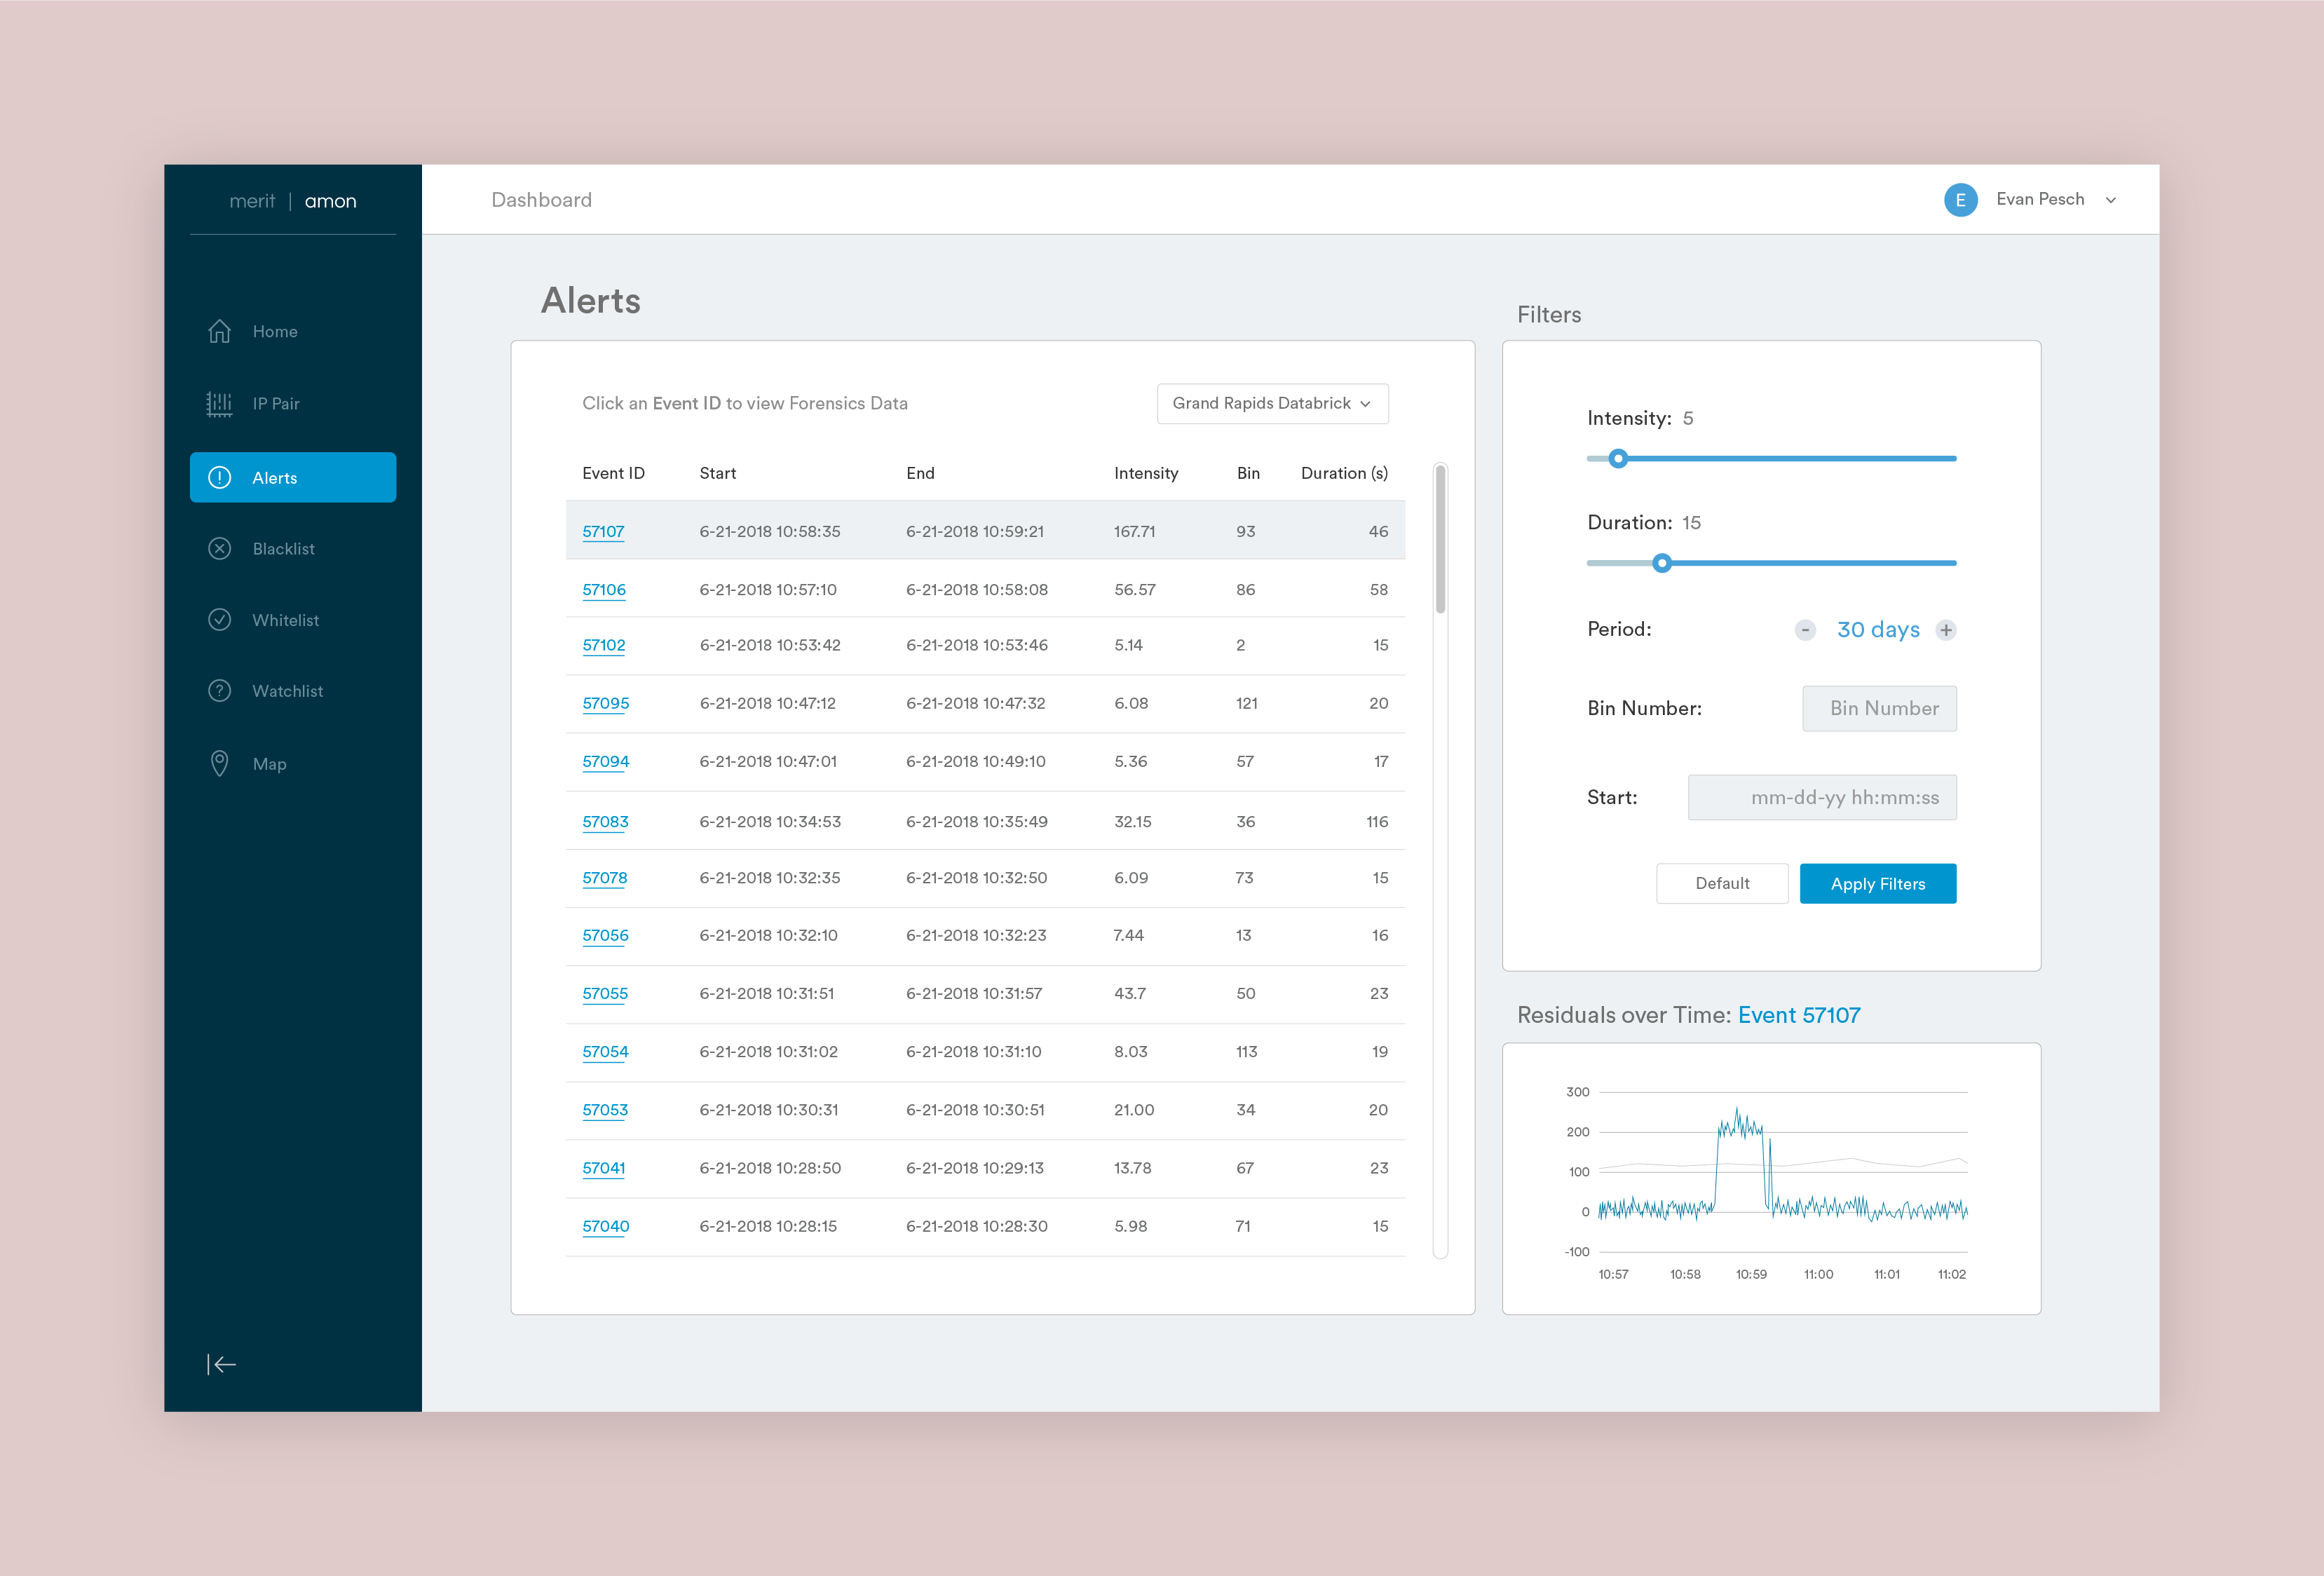 merit | amon
Dashboard
E Evan Pesch
Home
IP Pair
Alerts
Blacklist
Whitelist
Watchlist
Map
Alerts
Click an Event ID to view Forensics Data
Grand Rapids Databrick
Event ID Start End Intensity Bin Duration (s)
57107 6-21-2018 10:58:35 6-21-2018 10:59:21 167.71 93 46
57106 6-21-2018 10:57:10 6-21-2018 10:58:08 56.57 86 58
57102 6-21-2018 10:53:42 6-21-2018 10:53:46 5.14 2 15
57095 6-21-2018 10:47:12 6-21-2018 10:47:32 6.08 121 20
57094 6-21-2018 10:47:01 6-21-2018 10:49:10 5.36 57 17
57083 6-21-2018 10:34:53 6-21-2018 10:35:49 32.15 36 116
57078 6-21-2018 10:32:35 6-21-2018 10:32:50 6.09 73 15
57056 6-21-2018 10:32:10 6-21-2018 10:32:23 7.44 13 16
57055 6-21-2018 10:31:51 6-21-2018 10:31:57 43.7 50 23
57054 6-21-2018 10:31:02 6-21-2018 10:31:10 8.03 113 19
57053 6-21-2018 10:30:31 6-21-2018 10:30:51 21.00 34 20
57041 6-21-2018 10:28:50 6-21-2018 10:29:13 13.78 67 23
57040 6-21-2018 10:28:15 6-21-2018 10:28:30 5.98 71 15
Filters
Intensity: 5
Duration: 15
Period: - 30 days +
Bin Number: Bin Number
Start: mm-dd-yy hh:mm:ss
Default Apply Filters
Residuals over Time: Event 57107
300
200
100
0
-100
10:57 10:58 10:59 11:00 11:01 11:02